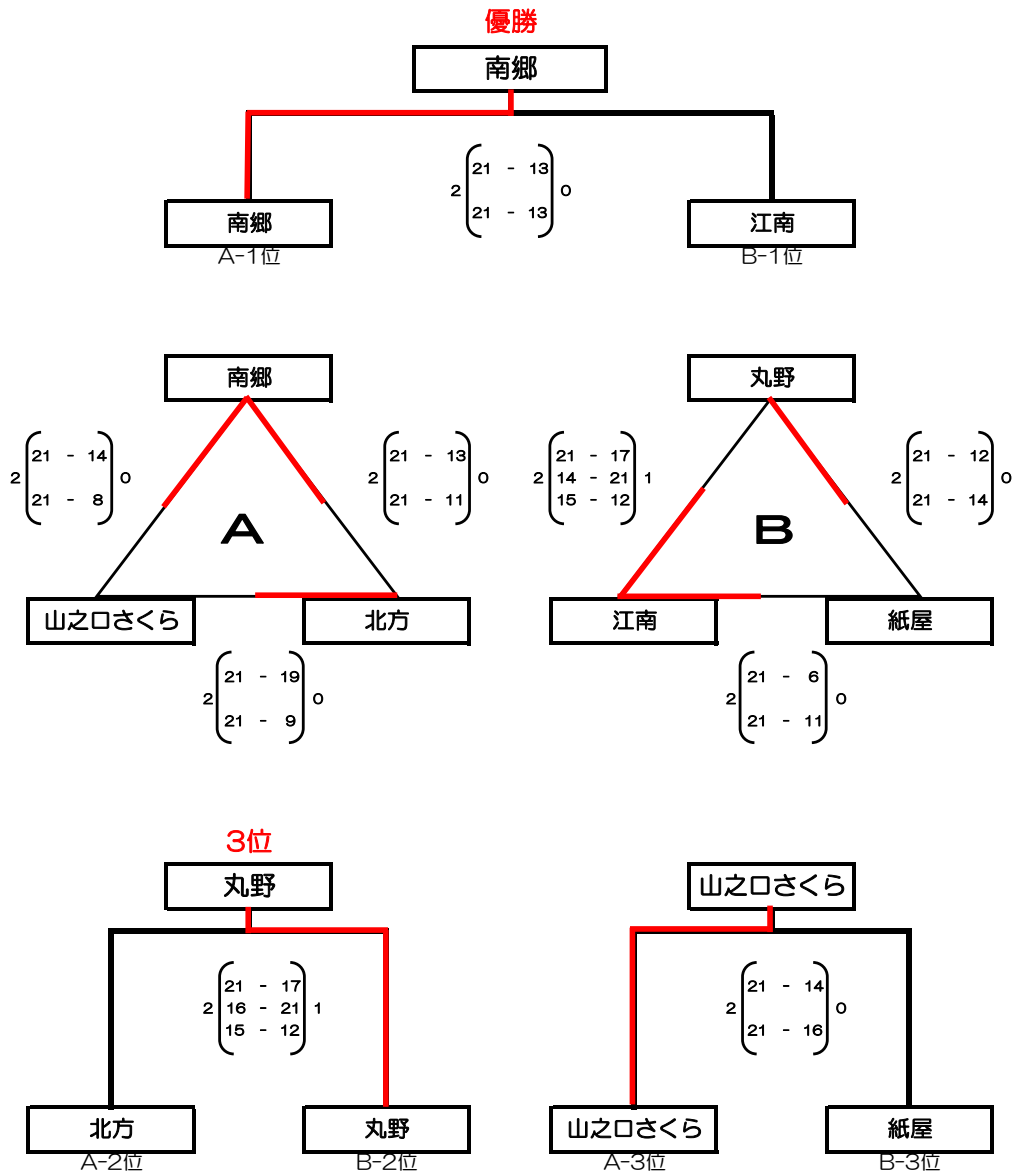 優勝
南郷
21 - 13
2 0
21 - 13
南郷 江南
A-1位 B-1位
南郷 丸野
21 - 14 21 - 13 21 - 17 21 - 12
2 0 2 0 2 14 - 21 1 2 0
21 - 8 21 - 11 15 - 12 21 - 14
A B
山之口さくら 北方 江南 紙屋
21 - 19 21 - 6
2 0 2 0
21 - 9 21 - 11
3位
丸野 山之口さくら
21 - 17 21 - 14
2 16 - 21 1 2 0
15 - 12 21 - 16
北方 丸野 山之口さくら 紙屋
A-2位 B-2位 A-3位 B-3位